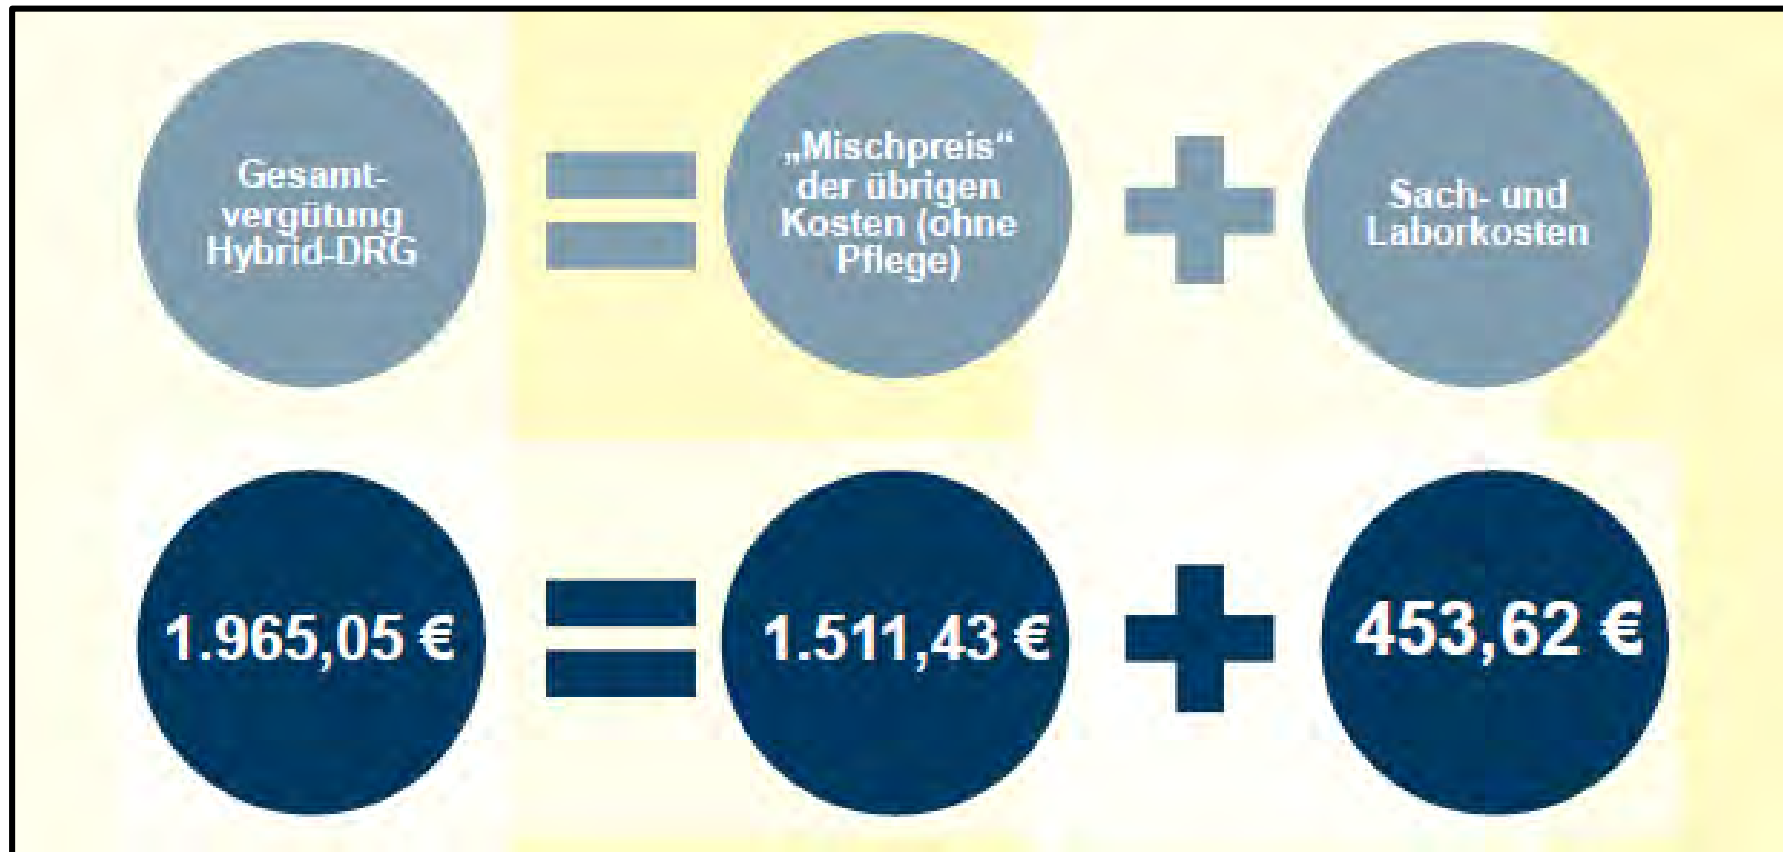 Gesamt-
vergütung
Hybrid-DRG
„Mischpreis“
der übrigen
Kosten (ohne
Pflege)
Sach- und
Laborkosten
1.965,05 €
1.511,43 €
453,62 €